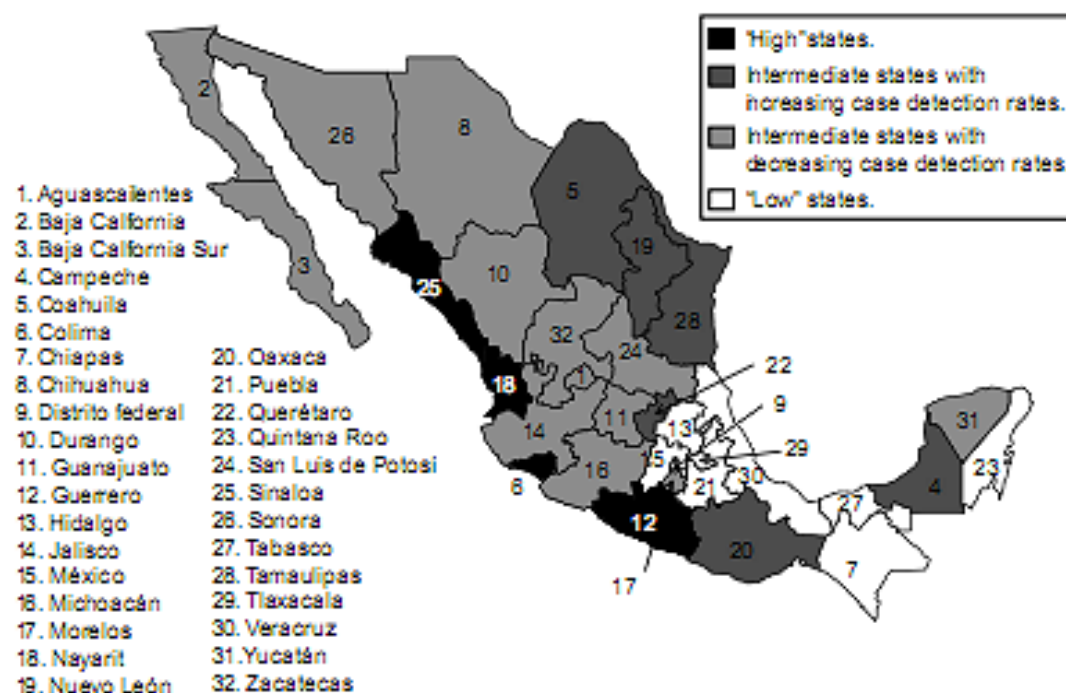 "High" states.
Intermediate states with
increasing case detection rates.
Intermediate states with
decreasing case detection rates
"Low" states.
1. Aguascalientes
2. Baja California
3. Baja California Sur
4. Campeche
5. Coahuila
6. Colima
7. Chiapas
8. Chihuahua
9. Distrito federal
10. Durango
11. Guanajuato
12. Guerrero
13. Hidalgo
14. Jalisco
15. México
16. Michoacán
17. Morelos
18. Nayarit
19. Nuevo León
20. Oaxaca
21. Puebla
22. Querétaro
23. Quintana Roo
24. San Luis de Potosi
25. Sinaloa
26. Sonora
27. Tabasco
28. Tamaulipas
29. Tlaxacala
30. Veracruz
31.Yucatán
32. Zacatecas
2
26
8
5
3
25
10
19
32
24
28
18
1
22
14
11
13
9
6
16
15
29
21
30
12
17
20
27
4
31
23
7